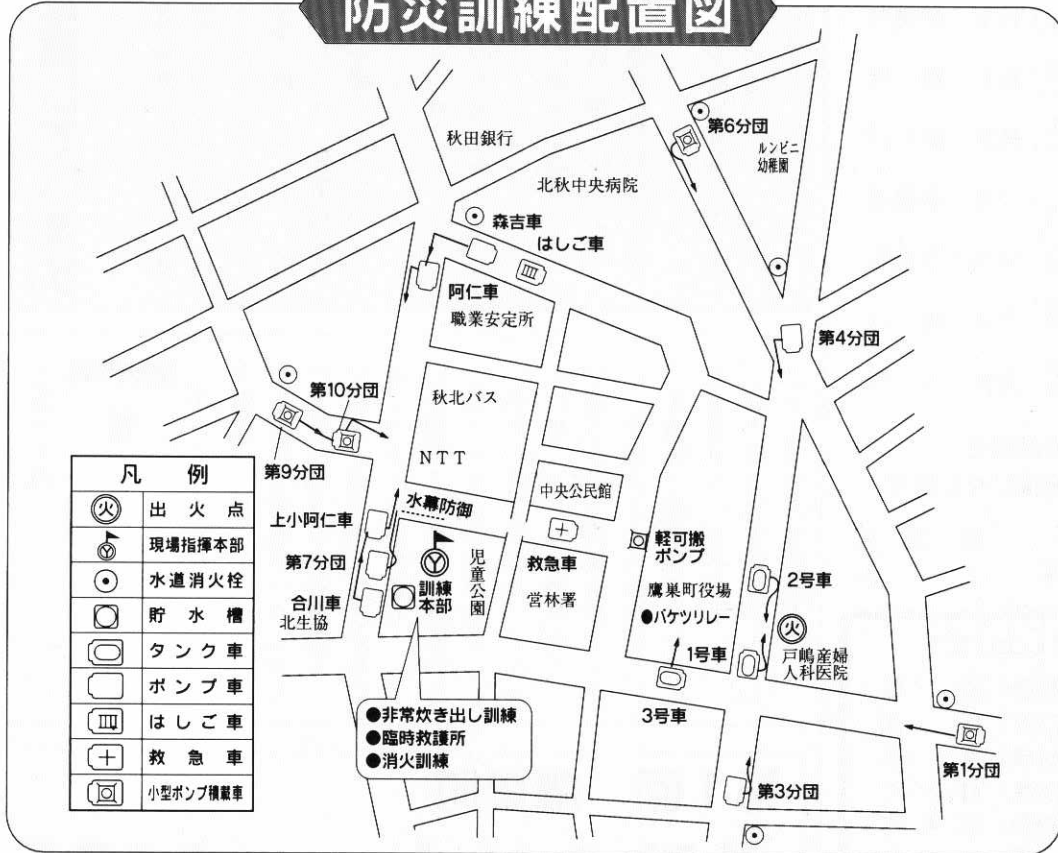 防災訓練配置図
秋田銀行
北秋中央病院
第6分団
ルンビニ
幼稚園
森吉車
はしご車
阿仁車
職業安定所
第4分団
第10分団
秋北バス
第9分団
NTT
中央公民館
水幕防御
上小阿仁車
第7分団
合川車
北生協
訓練
本部
児童公園
救急車
営林署
軽可搬
ポンプ
鷹巣町役場
●バケツリレー
2号車
1号車
火
戸嶋産婦
人科医院
3号車
第1分団
第3分団
●非常炊き出し訓練
●臨時救護所
●消火訓練
凡例
火 出火点
現場指揮本部
水道消火栓
貯水槽
タンク車
ポンプ車
はしご車
救急車
小型ポンプ積載車